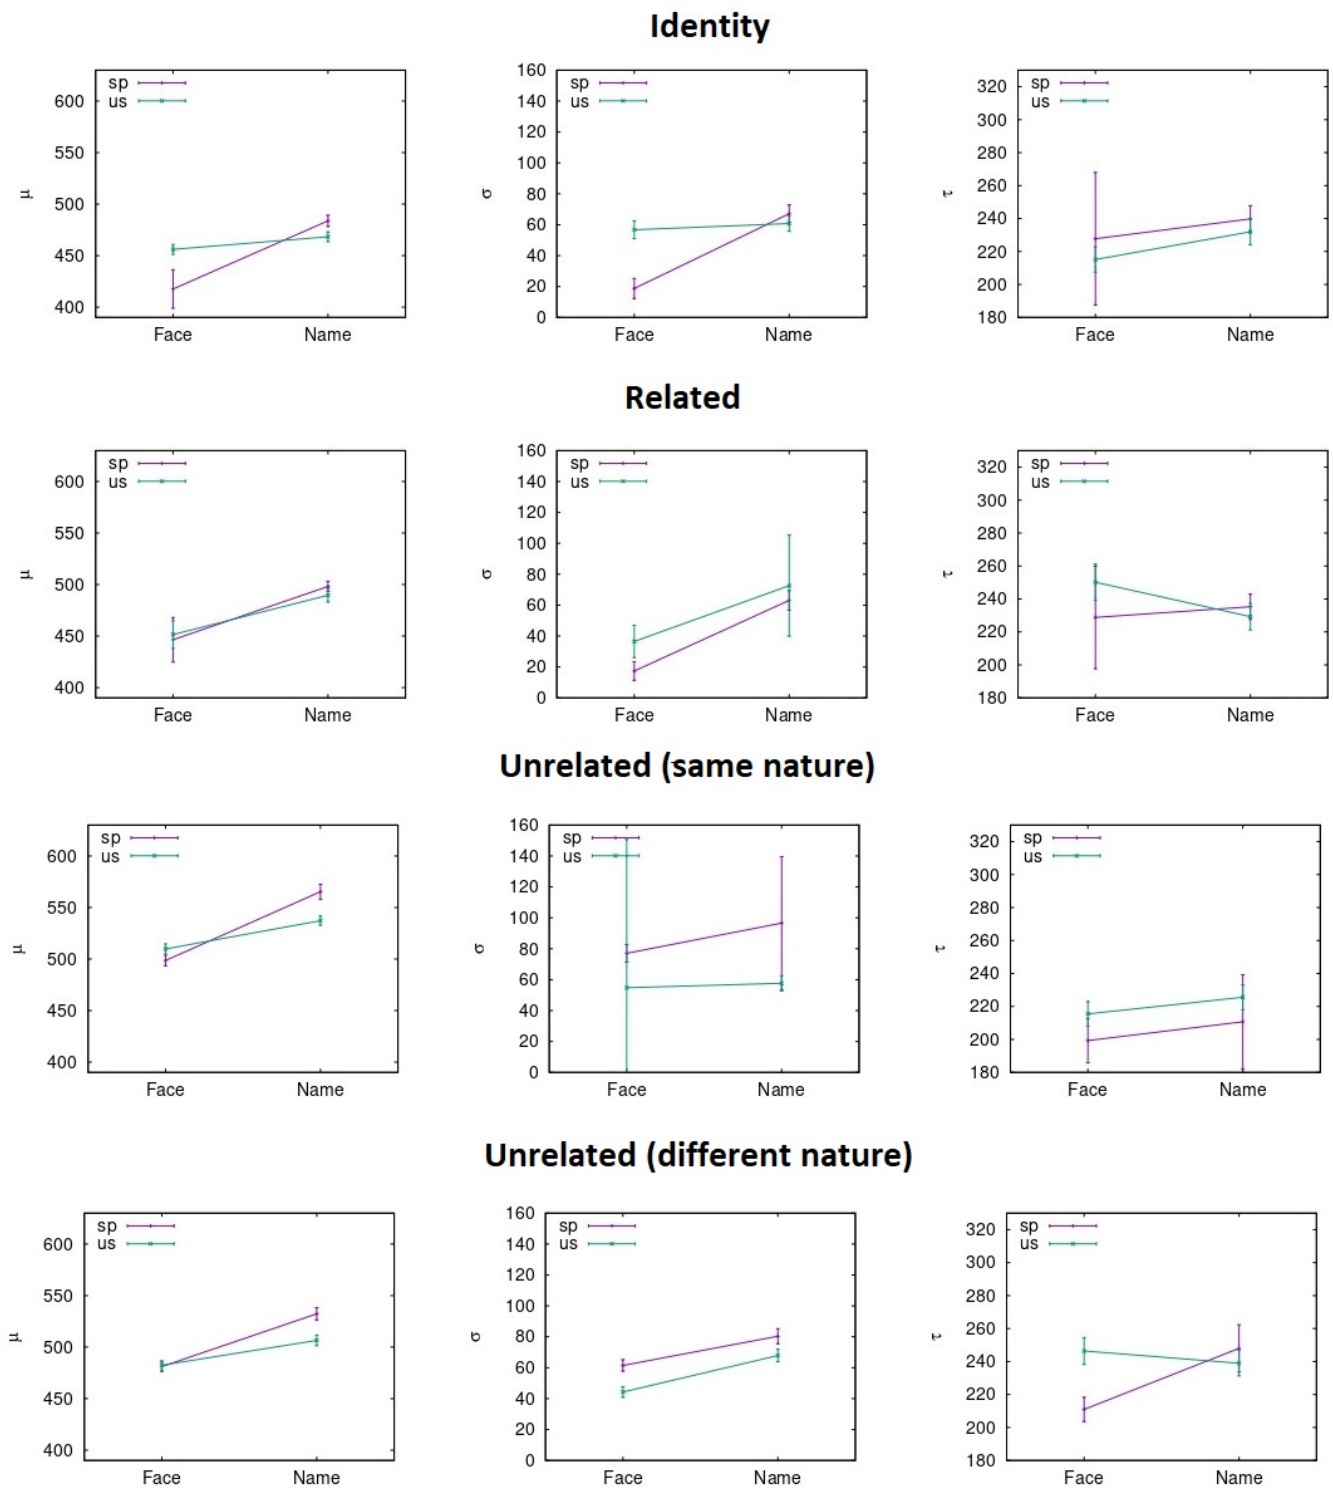 Identity
sp
us
600
550
500
450
400
μ
Face Name
sp
us
160
140
120
100
80
60
40
20
0
σ
Face Name
sp
us
320
300
280
260
240
220
200
180
τ
Face Name
Related
sp
us
600
550
500
450
400
μ
Face Name
sp
us
160
140
120
100
80
60
40
20
0
σ
Face Name
sp
us
320
300
280
260
240
220
200
180
τ
Face Name
Unrelated (same nature)
sp
us
600
550
500
450
400
μ
Face Name
sp
us
160
140
120
100
80
60
40
20
0
σ
Face Name
sp
us
320
300
280
260
240
220
200
180
τ
Face Name
Unrelated (different nature)
sp
us
600
550
500
450
400
μ
Face Name
sp
us
160
140
120
100
80
60
40
20
0
σ
Face Name
sp
us
320
300
280
260
240
220
200
180
τ
Face Name